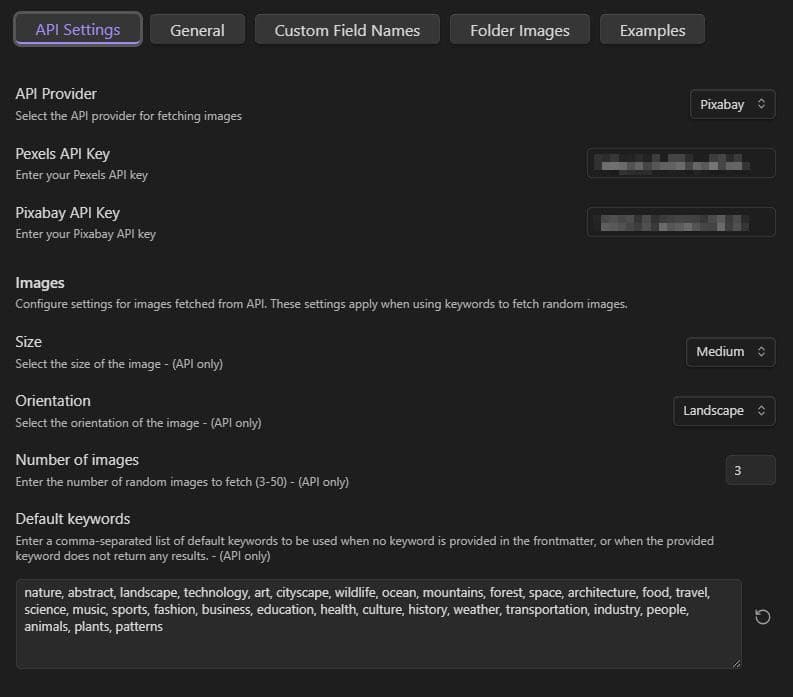 API Settings General Custom Field Names Folder Images Examples
API Provider
Select the API provider for fetching images
Pixabay
Pexels API Key
Enter your Pexels API key
Pixabay API Key
Enter your Pixabay API key
Images
Configure settings for images fetched from API. These settings apply when using keywords to fetch random images.
Size
Select the size of the image - (API only)
Medium
Orientation
Select the orientation of the image - (API only)
Landscape
Number of images
Enter the number of random images to fetch (3-50) - (API only)
3
Default keywords
Enter a comma-separated list of default keywords to be used when no keyword is provided in the frontmatter, or when the provided
keyword does not return any results. - (API only)
nature, abstract, landscape, technology, art, cityscape, wildlife, ocean, mountains, forest, space, architecture, food, travel,
science, music, sports, fashion, business, education, health, culture, history, weather, transportation, industry, people,
animals, plants, patterns